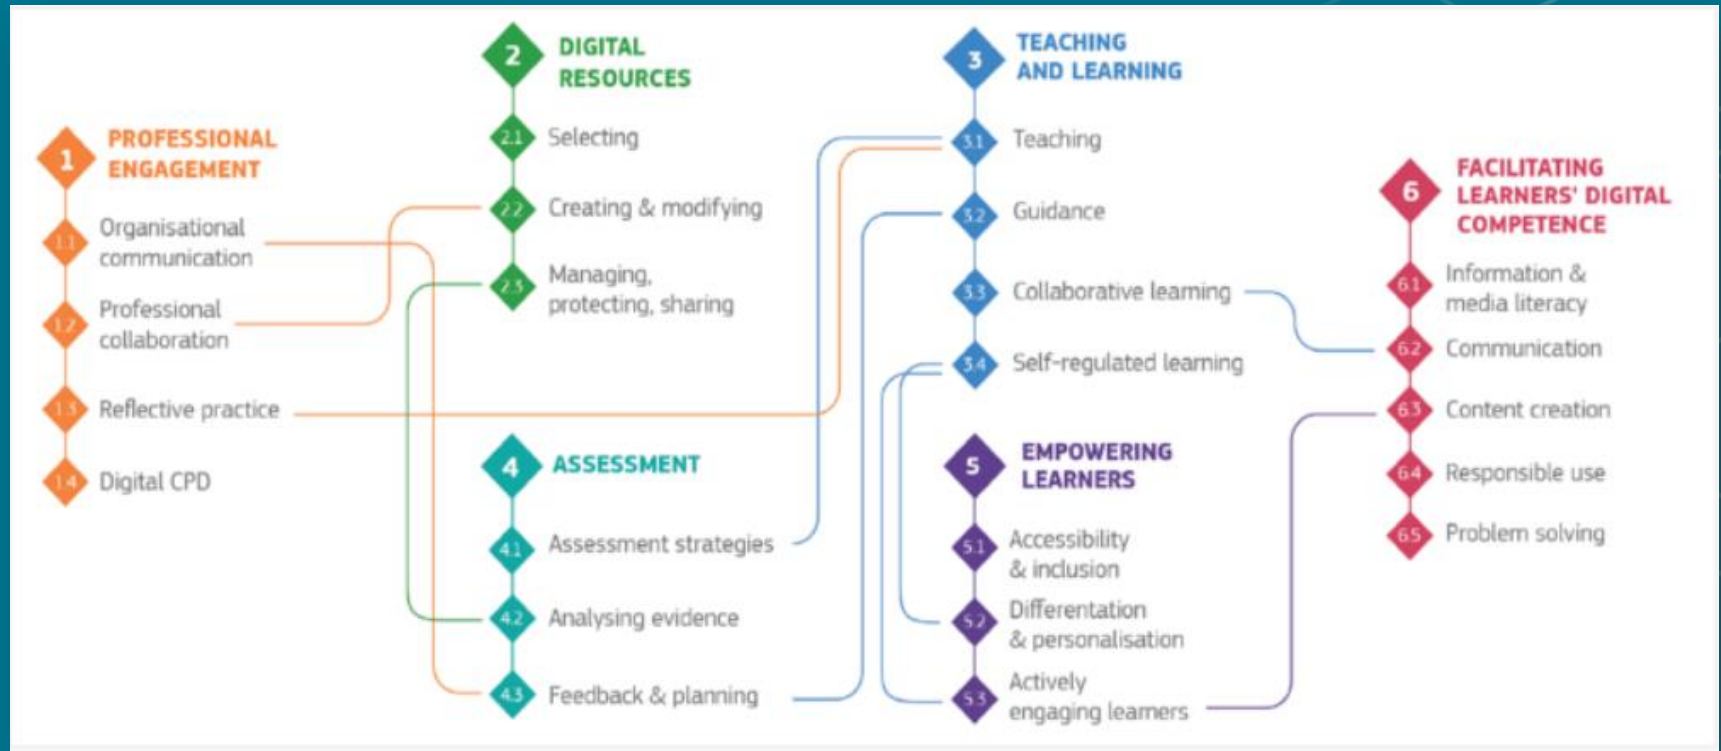 1
PROFESSIONAL
ENGAGEMENT
1.1
Organisational
communication
1.2
Professional
collaboration
1.3
Reflective practice
1.4
Digital CPD
2
DIGITAL
RESOURCES
2.1
Selecting
2.2
Creating & modifying
2.3
Managing,
protecting, sharing
3
TEACHING
AND LEARNING
3.1
Teaching
3.2
Guidance
3.3
Collaborative learning
3.4
Self-regulated learning
4
ASSESSMENT
4.1
Assessment strategies
4.2
Analysing evidence
4.3
Feedback & planning
5
EMPOWERING
LEARNERS
5.1
Accessibility
& inclusion
5.2
Differentation
& personalisation
5.3
Actively
engaging learners
6
FACILITATING
LEARNERS' DIGITAL
COMPETENCE
6.1
Information &
media literacy
6.2
Communication
6.3
Content creation
6.4
Responsible use
6.5
Problem solving